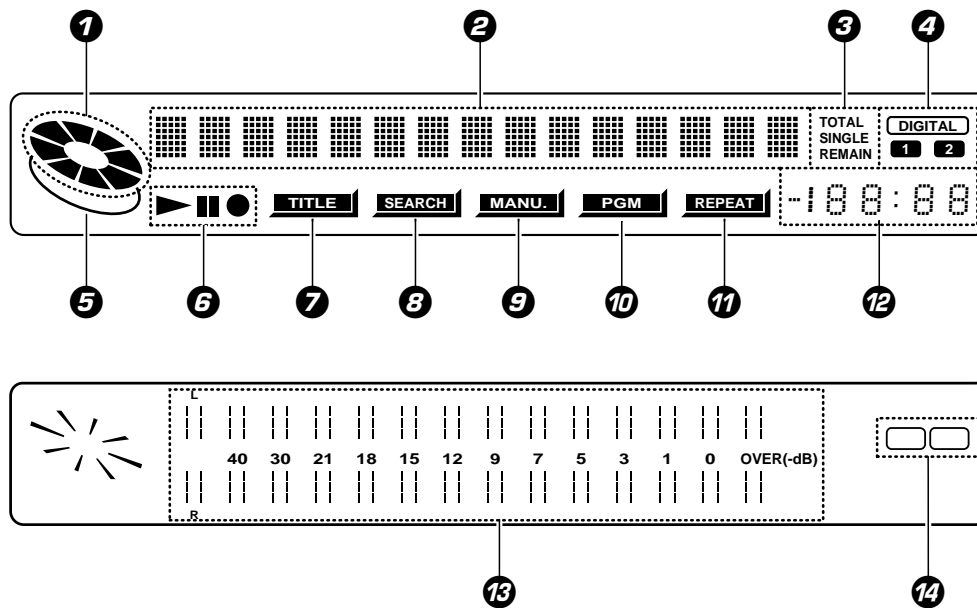 1 2 3 4
TOTAL
SINGLE
REMAIN
DIGITAL
1 2
TITLE SEARCH MANU. PGM REPEAT -188:88
5 6 7 8 9 10 11 12
L
40 30 21 18 15 12 9 7 5 3 1 0 OVER(-dB)
R
13 14